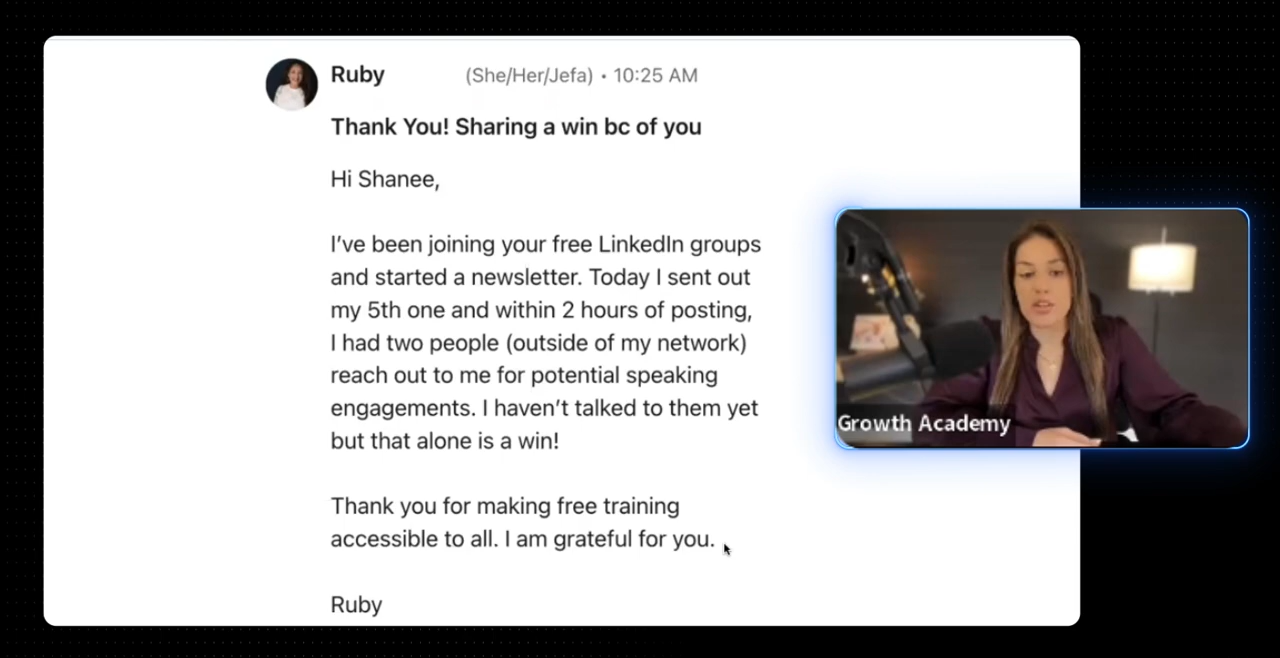 Ruby (She/Her/Jefa) • 10:25 AM
Thank You! Sharing a win bc of you
Hi Shanee,
I’ve been joining your free LinkedIn groups
and started a newsletter. Today I sent out
my 5th one and within 2 hours of posting,
I had two people (outside of my network)
reach out to me for potential speaking
engagements. I haven’t talked to them yet
but that alone is a win!
Thank you for making free training
accessible to all. I am grateful for you.
Ruby
Growth Academy